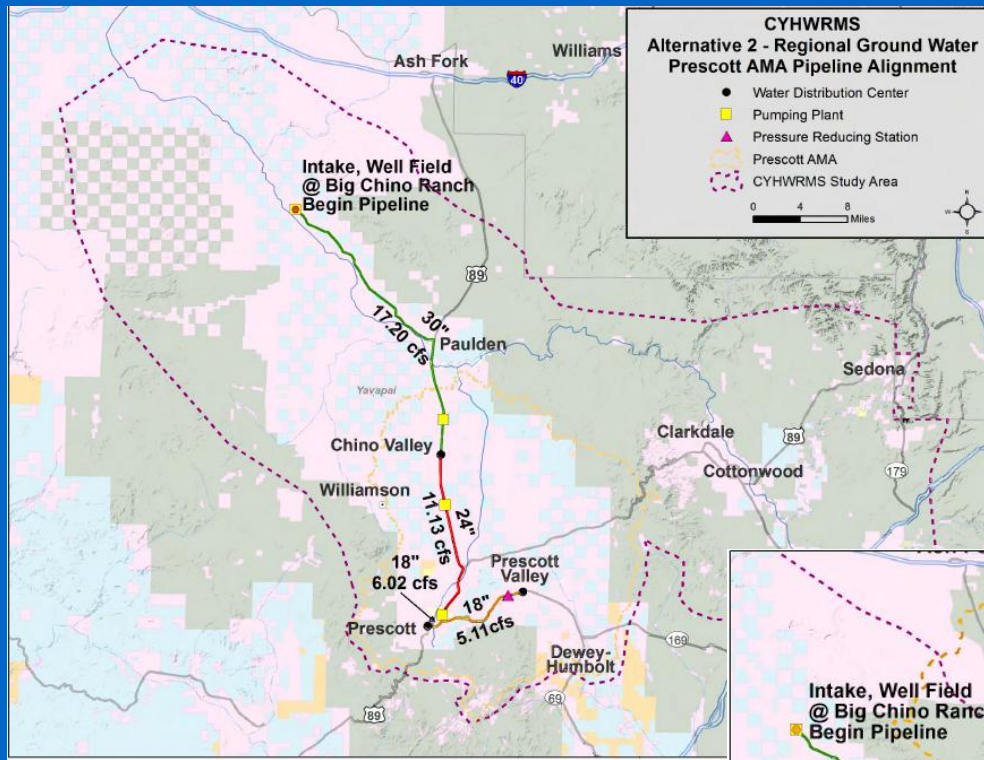 CYHWRMS
Alternative 2 - Regional Ground Water
Prescott AMA Pipeline Alignment
Water Distribution Center
Pumping Plant
Pressure Reducing Station
Prescott AMA
CYHWRMS Study Area
0 4 8
Miles
N
W
S
Ash Fork
Williams
40
Intake, Well Field
@ Big Chino Ranch
Begin Pipeline
89
30"
17.20 cfs
Paulden
Yavapai
Sedona
Chino Valley
Clarkdale
89
Cottonwood
179
Williamson
24"
11.13 cfs
18"
6.02 cfs
Prescott
Valley
18"
5.11cfs
Prescott
169
Dewey-
Humbolt
69
89
Intake, Well Field
@ Big Chino Ranc
Begin Pipeline